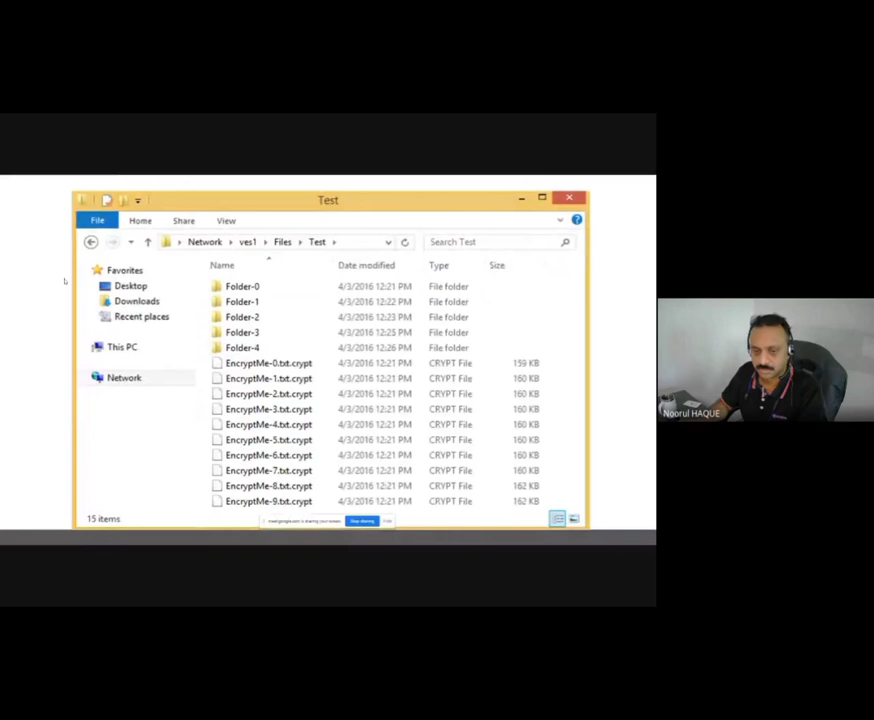 Test
File Home Share View
Network ves1 Files Test Search Test
Name Date modified Type Size
Favorites
Desktop
Downloads
Recent places
This PC
Network
Folder-0 4/3/2016 12:21 PM File folder
Folder-1 4/3/2016 12:22 PM File folder
Folder-2 4/3/2016 12:23 PM File folder
Folder-3 4/3/2016 12:25 PM File folder
Folder-4 4/3/2016 12:26 PM File folder
EncryptMe-0.txt.crypt 4/3/2016 12:21 PM CRYPT File 159 KB
EncryptMe-1.txt.crypt 4/3/2016 12:21 PM CRYPT File 160 KB
EncryptMe-2.txt.crypt 4/3/2016 12:21 PM CRYPT File 160 KB
EncryptMe-3.txt.crypt 4/3/2016 12:21 PM CRYPT File 160 KB
EncryptMe-4.txt.crypt 4/3/2016 12:21 PM CRYPT File 160 KB
EncryptMe-5.txt.crypt 4/3/2016 12:21 PM CRYPT File 160 KB
EncryptMe-6.txt.crypt 4/3/2016 12:21 PM CRYPT File 160 KB
EncryptMe-7.txt.crypt 4/3/2016 12:21 PM CRYPT File 160 KB
EncryptMe-8.txt.crypt 4/3/2016 12:21 PM CRYPT File 162 KB
EncryptMe-9.txt.crypt 4/3/2016 12:21 PM CRYPT File 162 KB
15 items
meet.google.com is sharing your screen. Stop sharing Hide
Noorul HAQUE